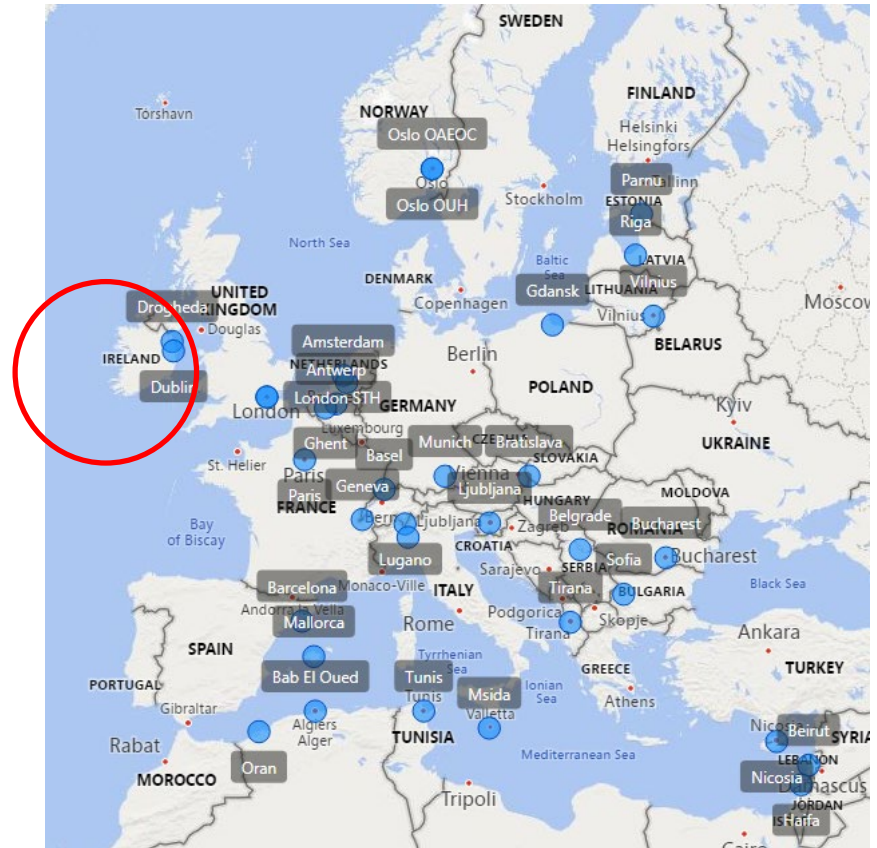 SWEDEN
FINLAND
Tórshavn
NORWAY
Helsinki
Helsingfors
Oslo OAEOC
Oslo
Parnu
Tallinn
Oslo OUH
Stockholm
ESTONIA
Riga
North Sea
Baltic
Sea
LATVIA
DENMARK
Gdansk
LITHUANIA
Vilnius
Drogheda
UNITED
KINGDOM
Copenhagen
Vilnius
Moscow
Douglas
Amsterdam
BELARUS
IRELAND
NETHERLANDS
Berlin
Antwerp
Dublin
London
London STH
GERMANY
POLAND
Kyiv
Luxembourg
Ghent
Basel
Munich
CZECHIA
Bratislava
UKRAINE
St. Helier
Paris
Vienna
SLOVAKIA
Paris
Geneva
Ljubljana
HUNGARY
MOLDOVA
FRANCE
Bern
Ljubljana
Zagreb
Belgrade
ROMANIA
Bucharest
Bay
of Biscay
Lugano
CROATIA
Sofia
Bucharest
Monaco-Ville
Sarajevo
SERBIA
Barcelona
ITALY
Tirana
BULGARIA
Black Sea
Andorra la Vella
Podgorica
Mallorca
Rome
Tirana
Skopje
Ankara
SPAIN
Tyrrhenian
Sea
Bab El Oued
Tunis
Msida
Ionian
Sea
GREECE
TURKEY
PORTUGAL
Tunis
Gibraltar
Algiers
Alger
Valletta
Athens
Nicosia
Beirut
SYRIA
Rabat
TUNISIA
Mediterranean Sea
LEBANON
Oran
MOROCCO
Nicosia
Damascus
Tripoli
JORDAN
Haifa
Cairo